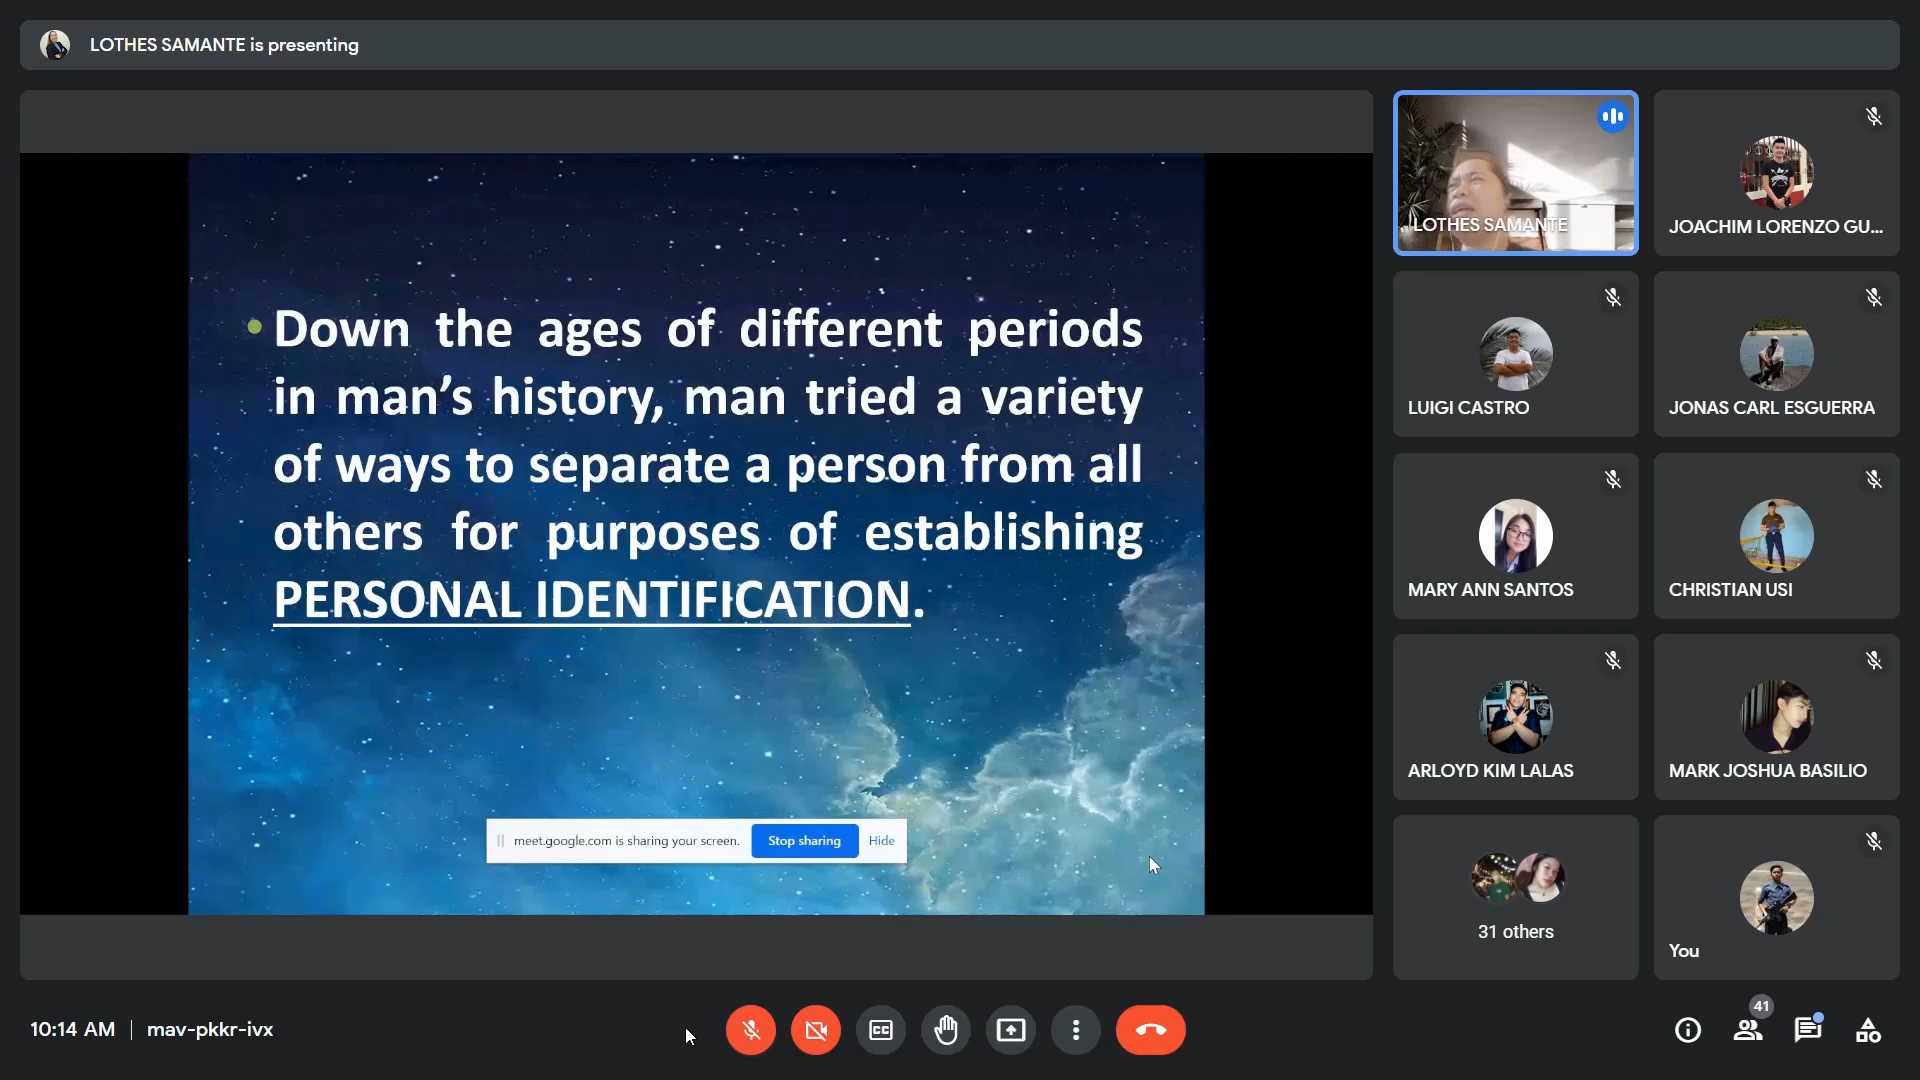 LOTHES SAMANTE is presenting
• Down the ages of different periods
in man’s history, man tried a variety
of ways to separate a person from all
others for purposes of establishing
PERSONAL IDENTIFICATION.
meet.google.com is sharing your screen. Stop sharing Hide
LOTHES SAMANTE
JOACHIM LORENZO GU...
LUIGI CASTRO
JONAS CARL ESGUERRA
MARY ANN SANTOS
CHRISTIAN USI
ARLOYD KIM LALAS
MARK JOSHUA BASILIO
31 others
You
10:14 AM | mav-pkkr-ivx
CC
41